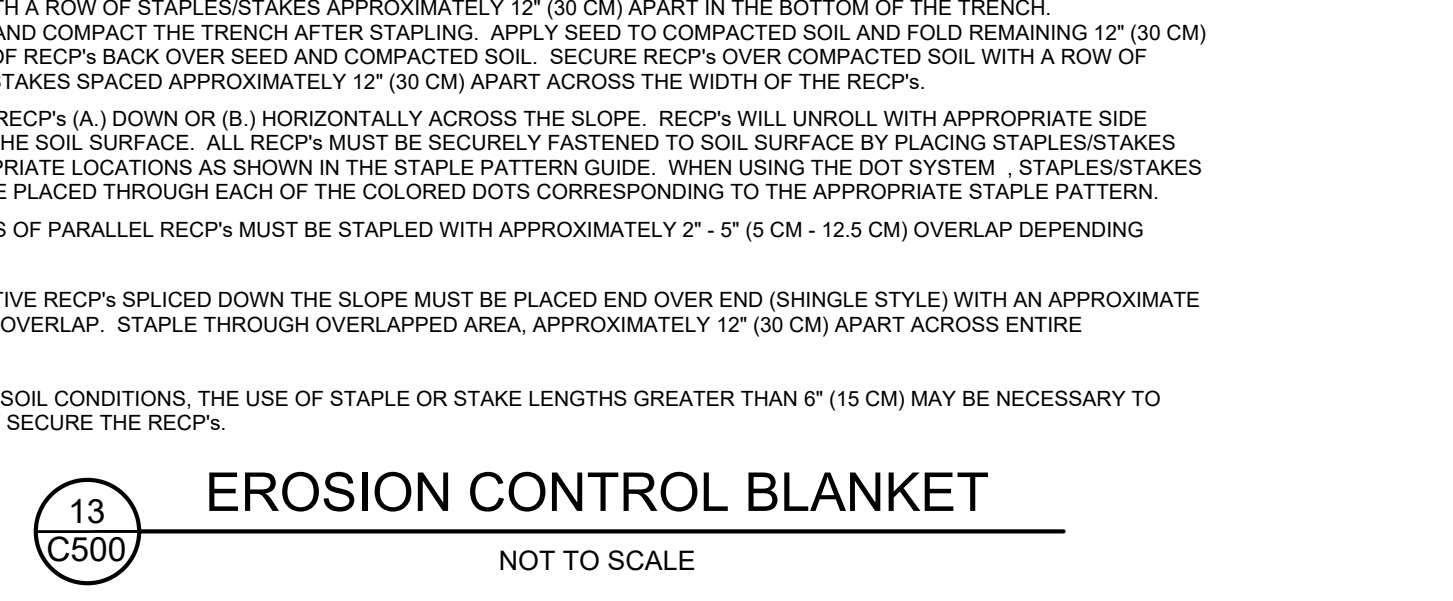 TH A ROW OF STAPLES/STAKES APPROXIMATELY 12" (30 CM) APART IN THE BOTTOM OF THE TRENCH.
AND COMPACT THE TRENCH AFTER STAPLING. APPLY SEED TO COMPACTED SOIL AND FOLD REMAINING 12" (30 CM)
OF RECP's BACK OVER SEED AND COMPACTED SOIL. SECURE RECP's OVER COMPACTED SOIL WITH A ROW OF
STAKES SPACED APPROXIMATELY 12" (30 CM) APART ACROSS THE WIDTH OF THE RECP's.
RECP's (A.) DOWN OR (B.) HORIZONTALLY ACROSS THE SLOPE. RECP's WILL UNROLL WITH APPROPRIATE SIDE
HE SOIL SURFACE. ALL RECP's MUST BE SECURELY FASTENED TO SOIL SURFACE BY PLACING STAPLES/STAKES
PRIATE LOCATIONS AS SHOWN IN THE STAPLE PATTERN GUIDE. WHEN USING THE DOT SYSTEM , STAPLES/STAKES
E PLACED THROUGH EACH OF THE COLORED DOTS CORRESPONDING TO THE APPROPRIATE STAPLE PATTERN.
S OF PARALLEL RECP's MUST BE STAPLED WITH APPROXIMATELY 2" - 5" (5 CM - 12.5 CM) OVERLAP DEPENDING
TIVE RECP's SPLICED DOWN THE SLOPE MUST BE PLACED END OVER END (SHINGLE STYLE) WITH AN APPROXIMATE
OVERLAP. STAPLE THROUGH OVERLAPPED AREA, APPROXIMATELY 12" (30 CM) APART ACROSS ENTIRE
SOIL CONDITIONS, THE USE OF STAPLE OR STAKE LENGTHS GREATER THAN 6" (15 CM) MAY BE NECESSARY TO
SECURE THE RECP's.
13
C500
EROSION CONTROL BLANKET
NOT TO SCALE